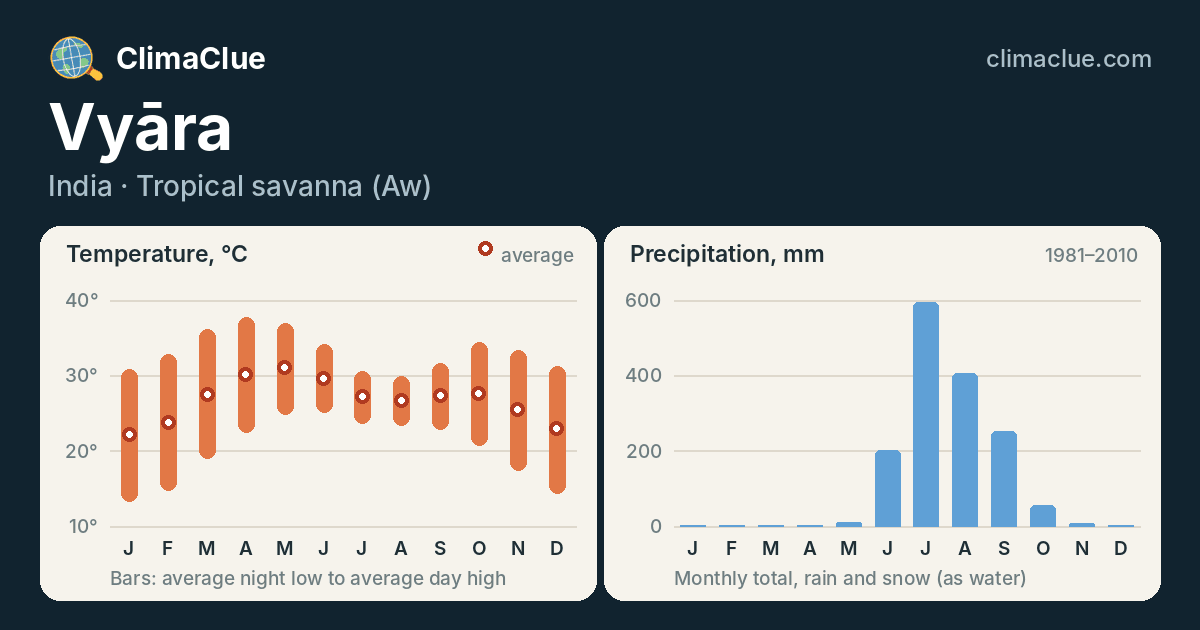 ClimaClue
climaclue.com
Vyāra
India · Tropical savanna (Aw)
Temperature, °C
average
40°
30°
20°
10°
J F M A M J J A S O N D
Bars: average night low to average day high
Precipitation, mm
1981–2010
600
400
200
0
J F M A M J J A S O N D
Monthly total, rain and snow (as water)